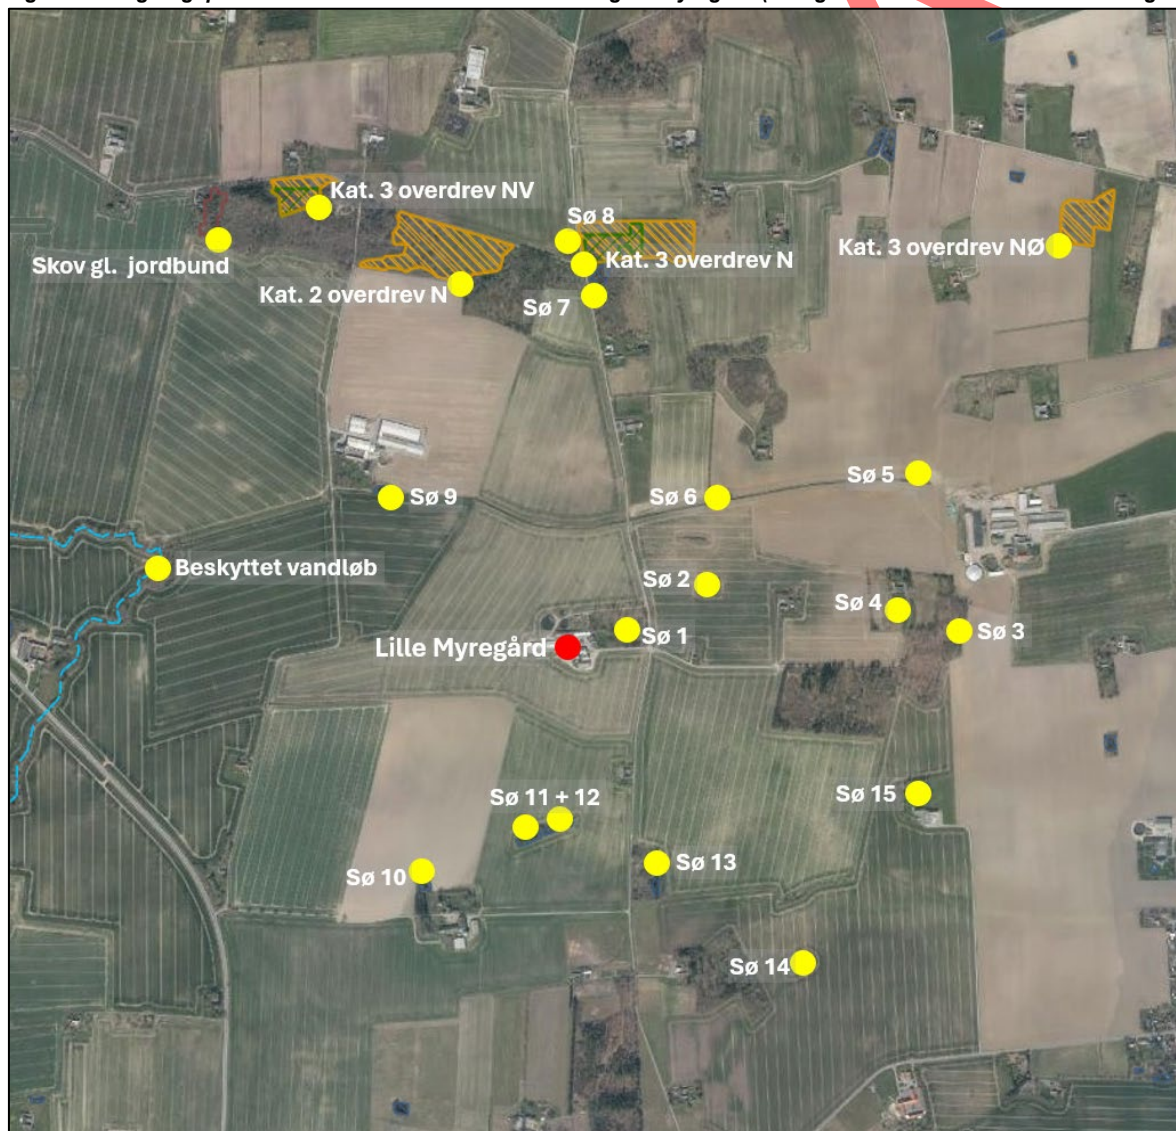 Kat. 3 overdrev NV
Sø 8
Skov gl. jordbund
Kat. 3 overdrev N
Kat. 3 overdrev NØ
Kat. 2 overdrev N
Sø 7
Sø 5
Sø 9
Sø 6
Beskyttet vandløb
Sø 2
Sø 4
Sø 1
Sø 3
Lille Myregård
Sø 11 + 12
Sø 15
Sø 13
Sø 10
Sø 14